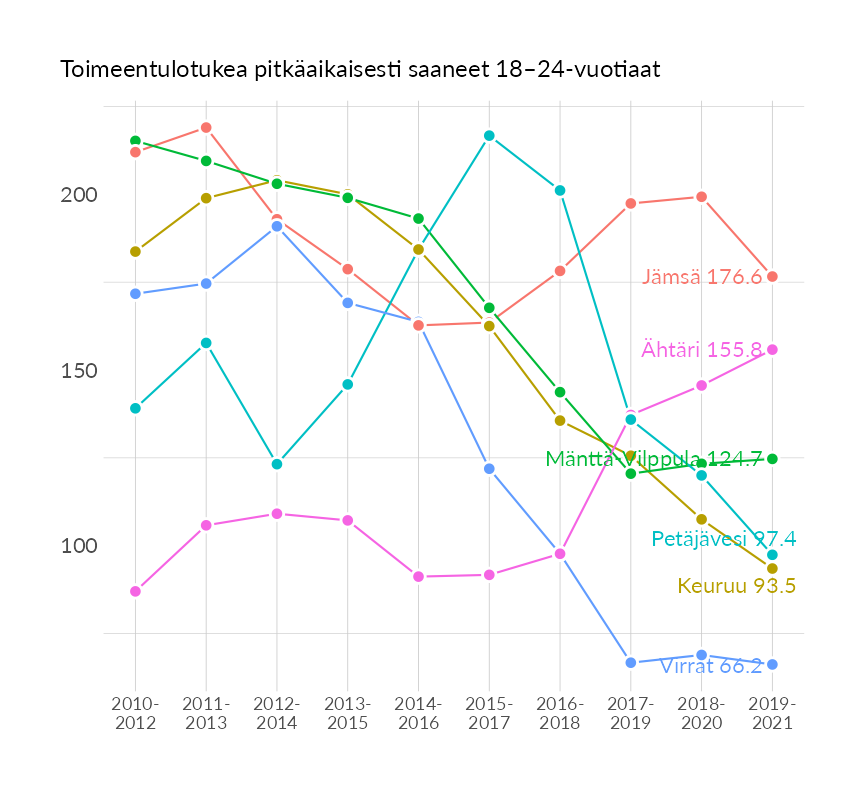 Toimeentulotukea pitkäaikaisesti saaneet 18–24-vuotiaat
200
150
100
Jämsä 176.6
Ähtäri 155.8
Mänttä-Vilppula 124.7
Petäjävesi 97.4
Keuruu 93.5
Virrat 66.2
2010- 2011- 2012- 2013- 2014- 2015- 2016- 2017- 2018- 2019-
2012 2013 2014 2015 2016 2017 2018 2019 2020 2021